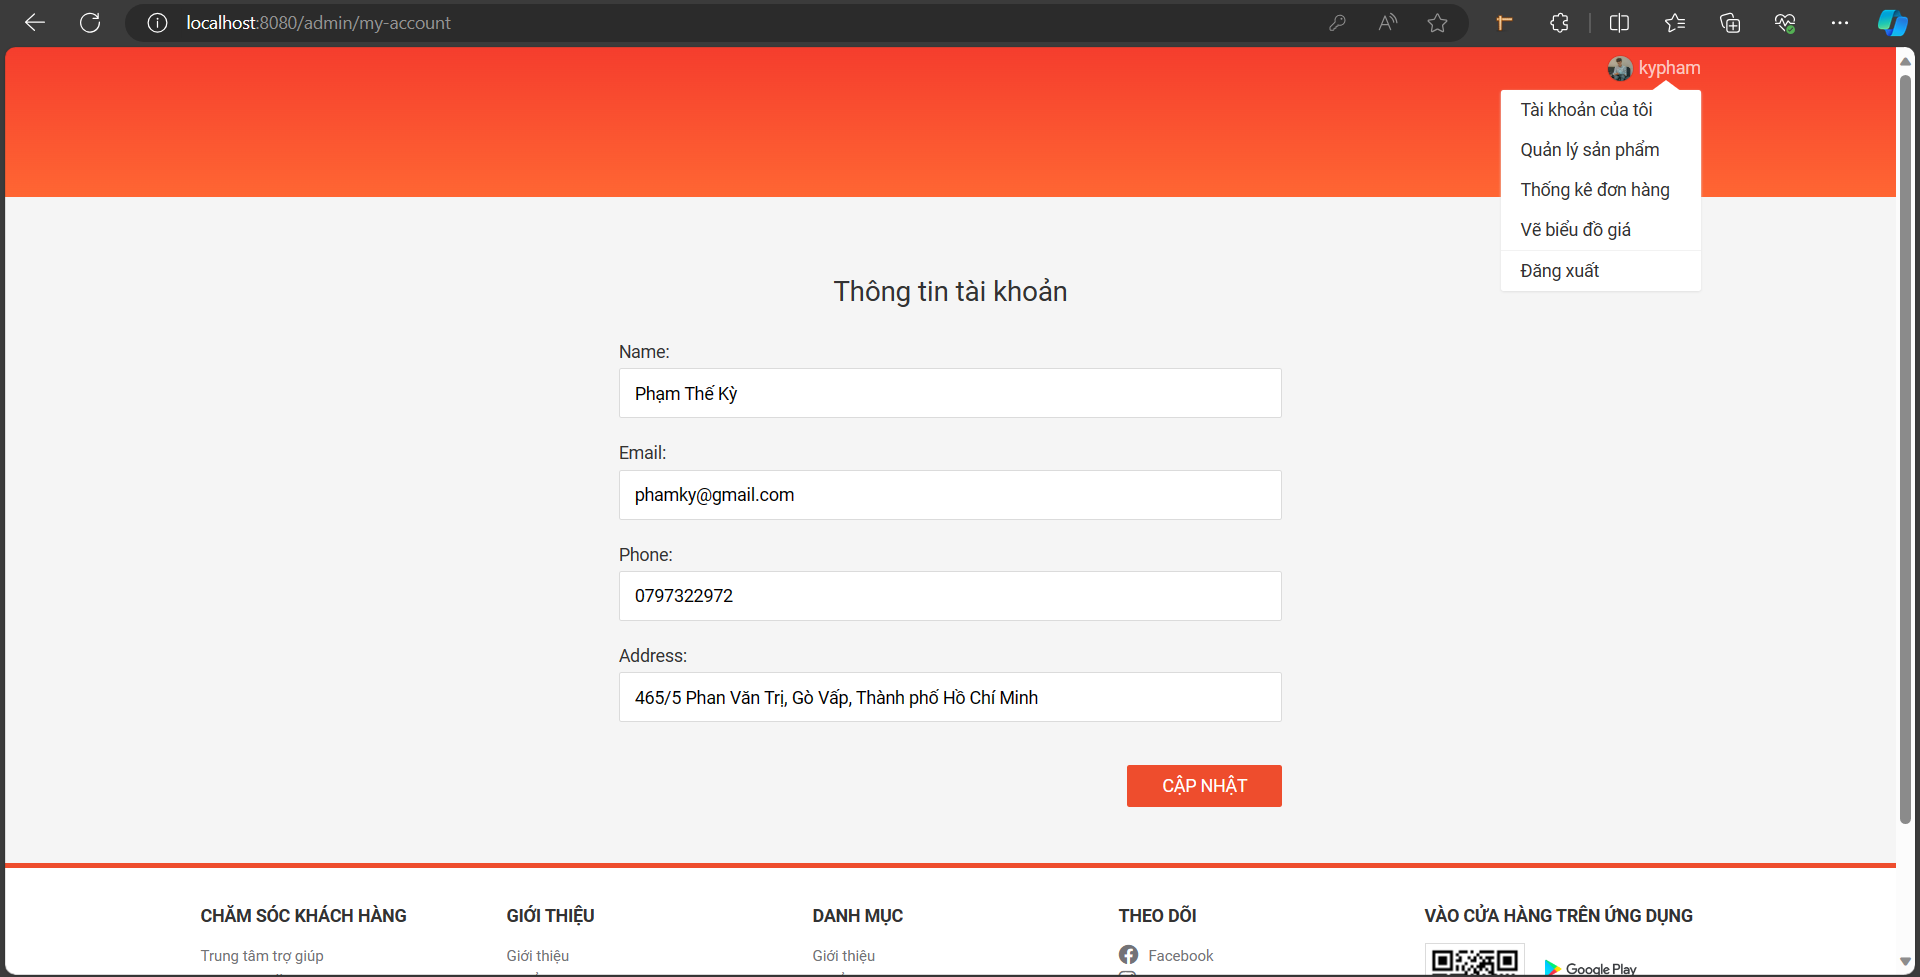 localhost:8080/admin/my-account
kypham
Tài khoản của tôi
Quản lý sản phẩm
Thống kê đơn hàng
Vẽ biểu đồ giá
Đăng xuất
Thông tin tài khoản
Name:
Phạm Thế Kỳ
Email:
phamky@gmail.com
Phone:
0797322972
Address:
465/5 Phan Văn Trị, Gò Vấp, Thành phố Hồ Chí Minh
CẬP NHẬT
CHĂM SÓC KHÁCH HÀNG
Trung tâm trợ giúp
GIỚI THIỆU
Giới thiệu
DANH MỤC
Giới thiệu
THEO DÕI
Facebook
VÀO CỬA HÀNG TRÊN ỨNG DỤNG
Google Play